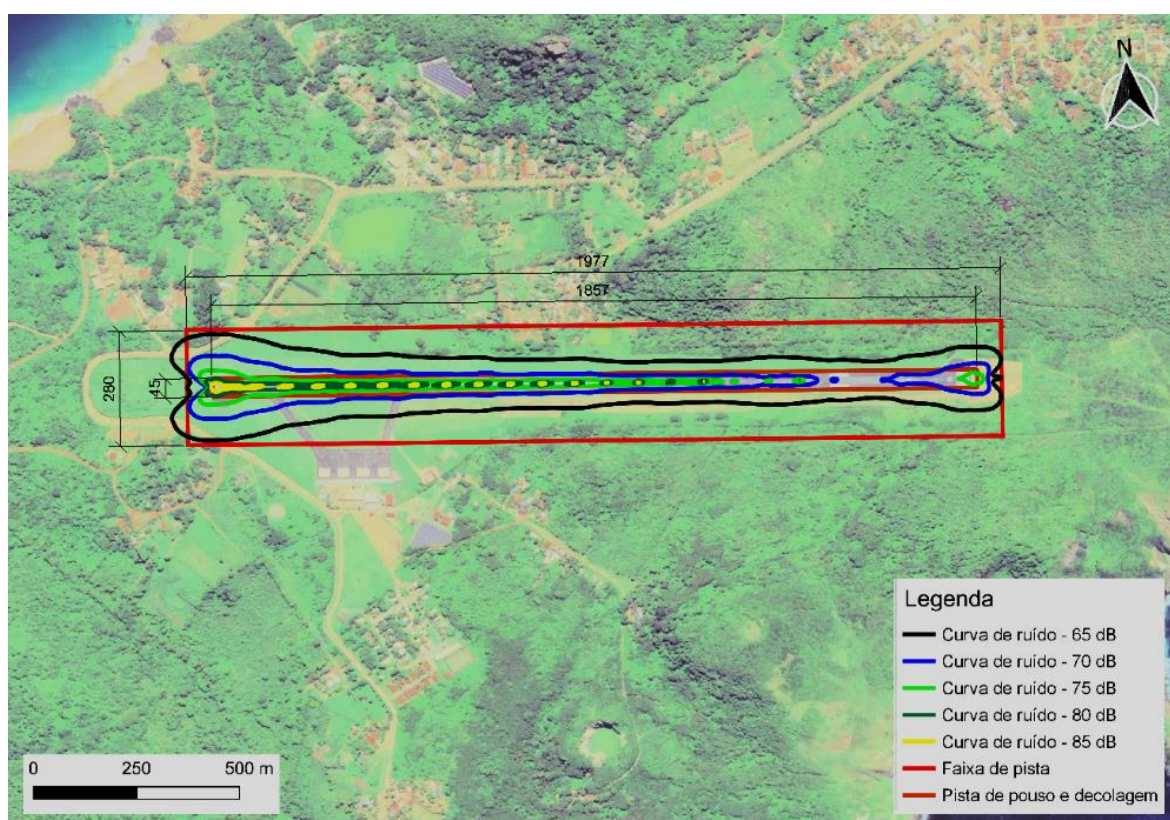 N
1977
1857
280
45
Legenda
Curva de ruído - 65 dB
Curva de ruído - 70 dB
Curva de ruído - 75 dB
Curva de ruído - 80 dB
Curva de ruído - 85 dB
Faixa de pista
Pista de pouso e decolagem
0 250 500 m